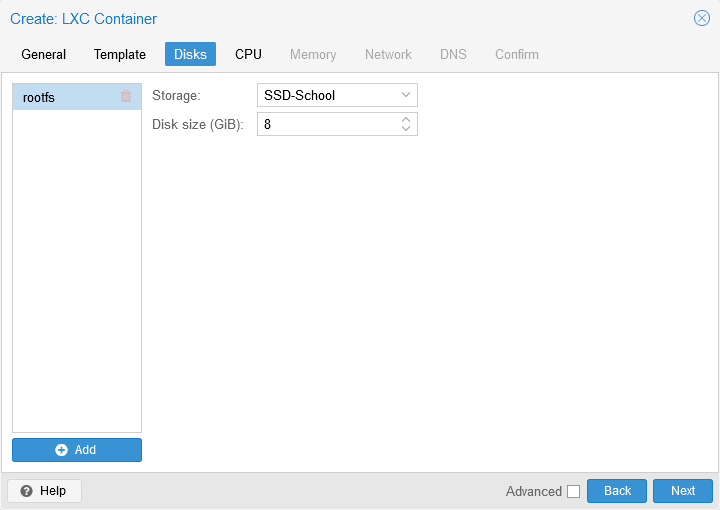 Create: LXC Container
General Template Disks CPU Memory Network DNS Confirm
rootfs
Storage: SSD-School
Disk size (GiB): 8
Add
Help Advanced Back Next